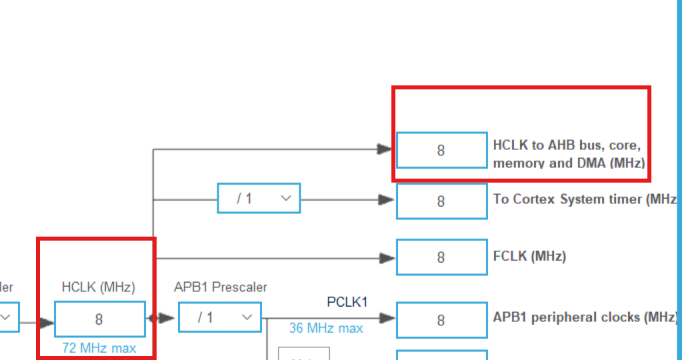 8
HCLK to AHB bus, core,
memory and DMA (MHz)
/ 1
8
To Cortex System timer (MHz
8
FCLK (MHz)
ler
HCLK (MHz)
APB1 Prescaler
PCLK1
8
/ 1
36 MHz max
8
APB1 peripheral clocks (MHz)
72 MHz max